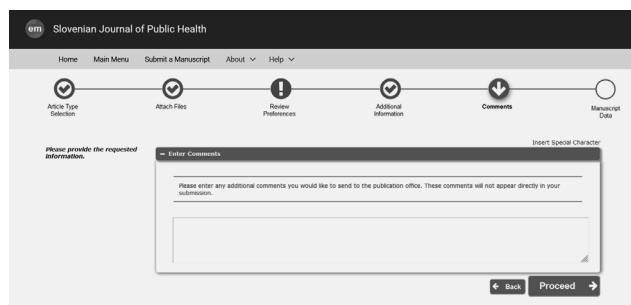 em Slovenian Journal of Public Health
Home Main Menu Submit a Manuscript About Help
Article Type
Selection
Attach Files
Review
Preferences
Additional
Information
Comments
Manuscript
Data
Insert Special Character
Please provide the requested
information.
Enter Comments
Please enter any additional comments you would like to send to the publication office. These comments will not appear directly in your
submission.
Back Proceed